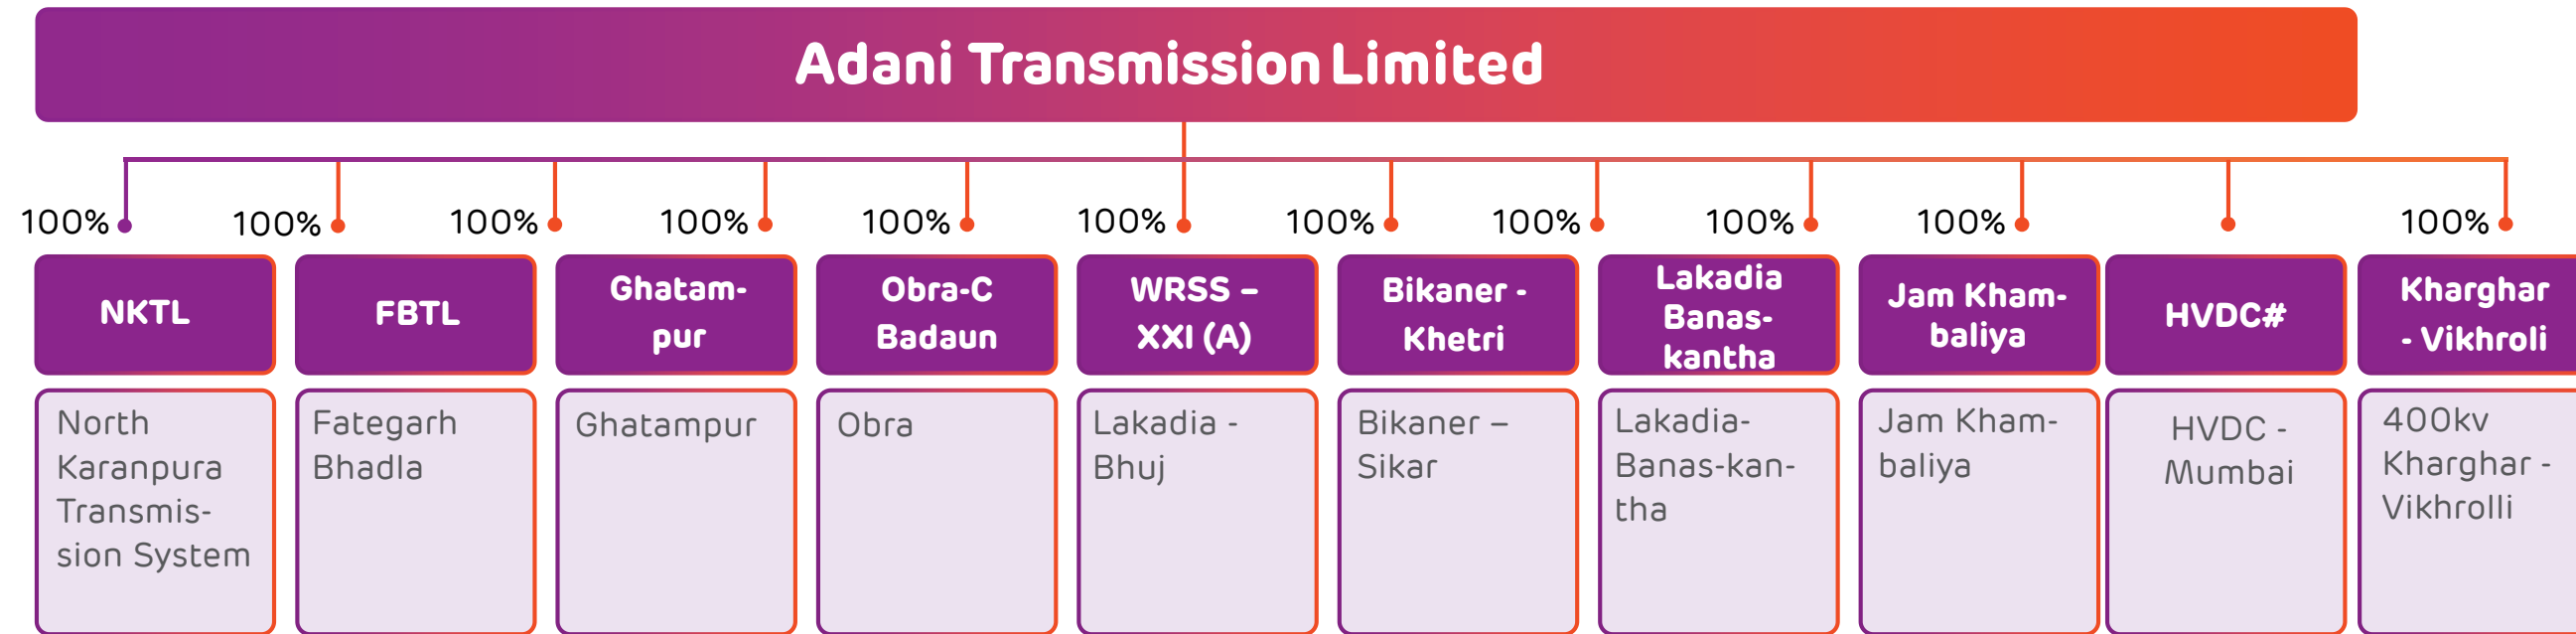 Adani Transmission Limited
100% 100% 100% 100% 100% 100% 100% 100% 100% 100% 100%
NKTL
FBTL
Ghatam-
pur
Obra-C
Badaun
WRSS –
XXI (A)
Bikaner -
Khetri
Lakadia
Banas-
kantha
Jam Kham-
baliya
HVDC#
Kharghar
- Vikhroli
North
Karanpura
Transmis-
sion System
Fategarh
Bhadla
Ghatampur
Obra
Lakadia -
Bhuj
Bikaner –
Sikar
Lakadia-
Banas-kan-
tha
Jam Kham-
baliya
HVDC -
Mumbai
400kv
Kharghar -
Vikhrolli